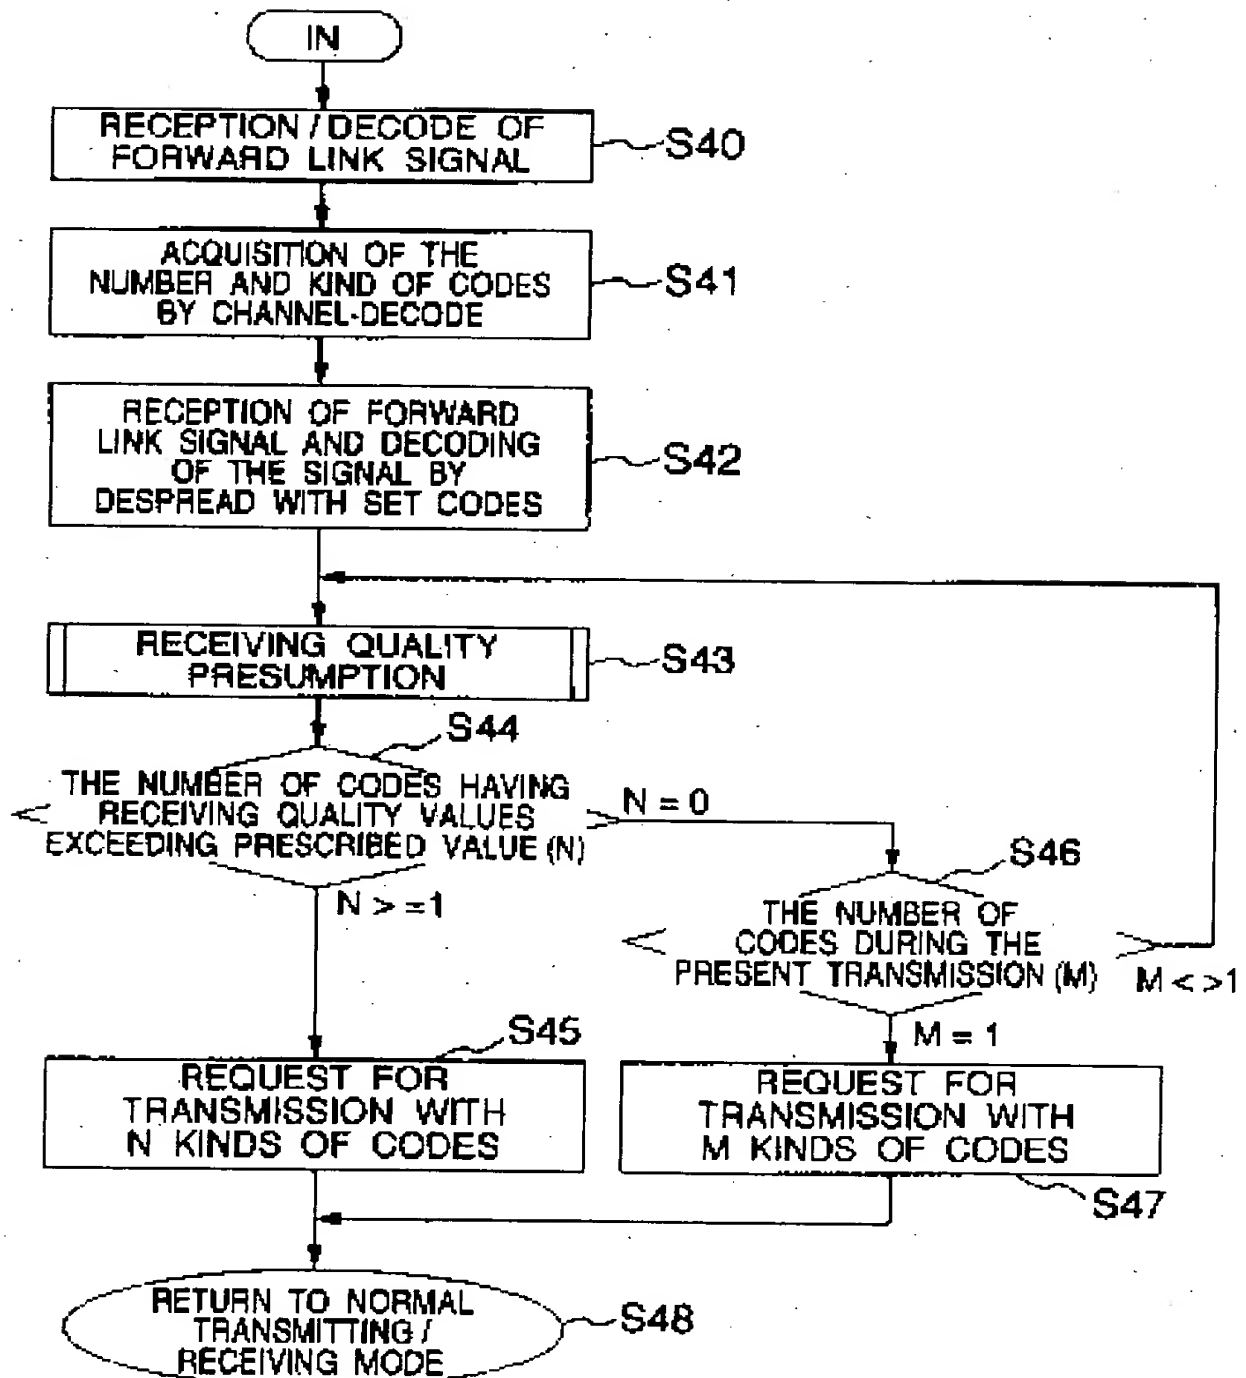 IN
RECEPTION / DECODE OF
FORWARD LINK SIGNAL
S40
ACQUISITION OF THE
NUMBER AND KIND OF CODES
BY CHANNEL-DECODE
S41
RECEPTION OF FORWARD
LINK SIGNAL AND DECODING
OF THE SIGNAL BY
DESPREAD WITH SET CODES
S42
RECEIVING QUALITY
PRESUMPTION
S43
S44
THE NUMBER OF CODES HAVING
RECEIVING QUALITY VALUES
EXCEEDING PRESCRIBED VALUE (N)
N = 0
N > =1
S46
THE NUMBER OF
CODES DURING THE
PRESENT TRANSMISSION (M)
M < >1
M = 1
S45
REQUEST FOR
TRANSMISSION WITH
N KINDS OF CODES
REQUEST FOR
TRANSMISSION WITH
M KINDS OF CODES
S47
RETURN TO NORMAL
TRANSMITTING /
RECEIVING MODE
S48